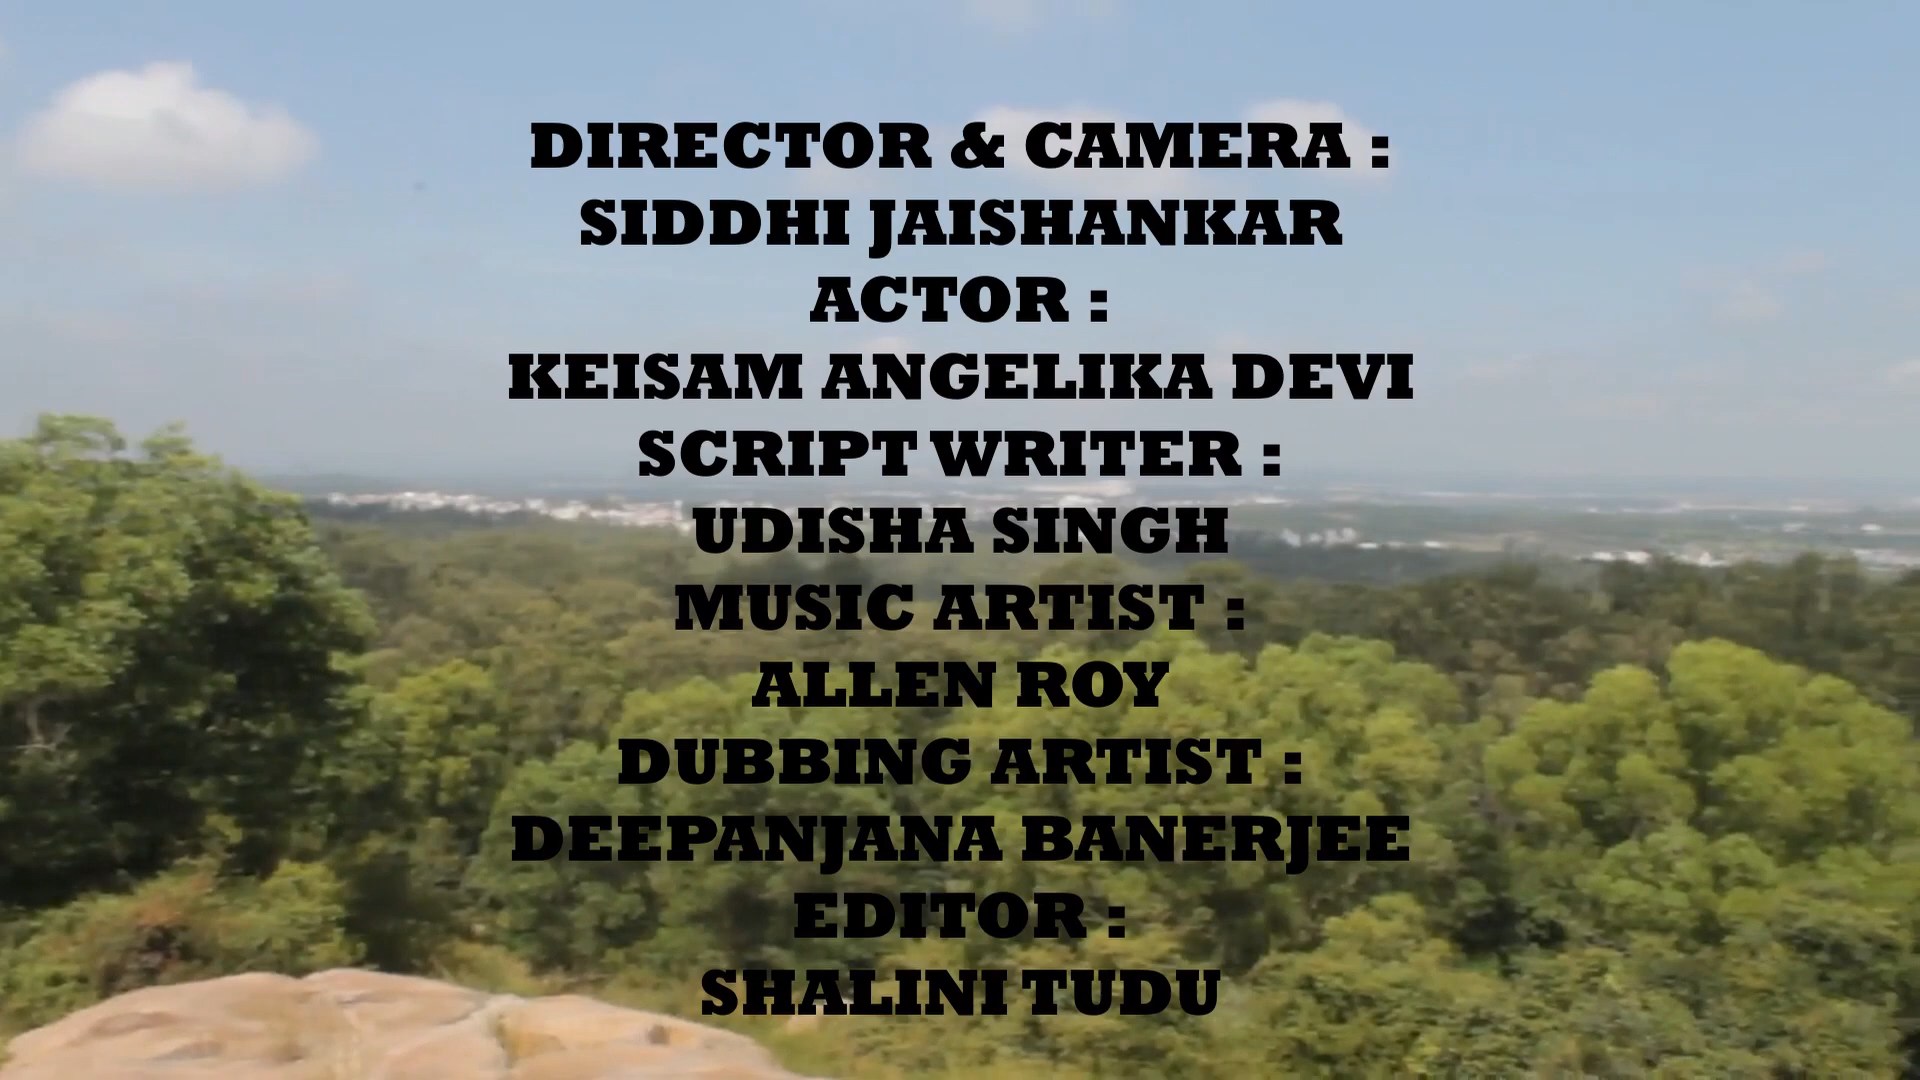 DIRECTOR & CAMERA :
SIDDHI JAISHANKAR
ACTOR :
KEISAM ANGELIKA DEVI
SCRIPT WRITER :
UDISHA SINGH
MUSIC ARTIST :
ALLEN ROY
DUBBING ARTIST :
DEEPANJANA BANERJEE
EDITOR :
SHALINI TUDU